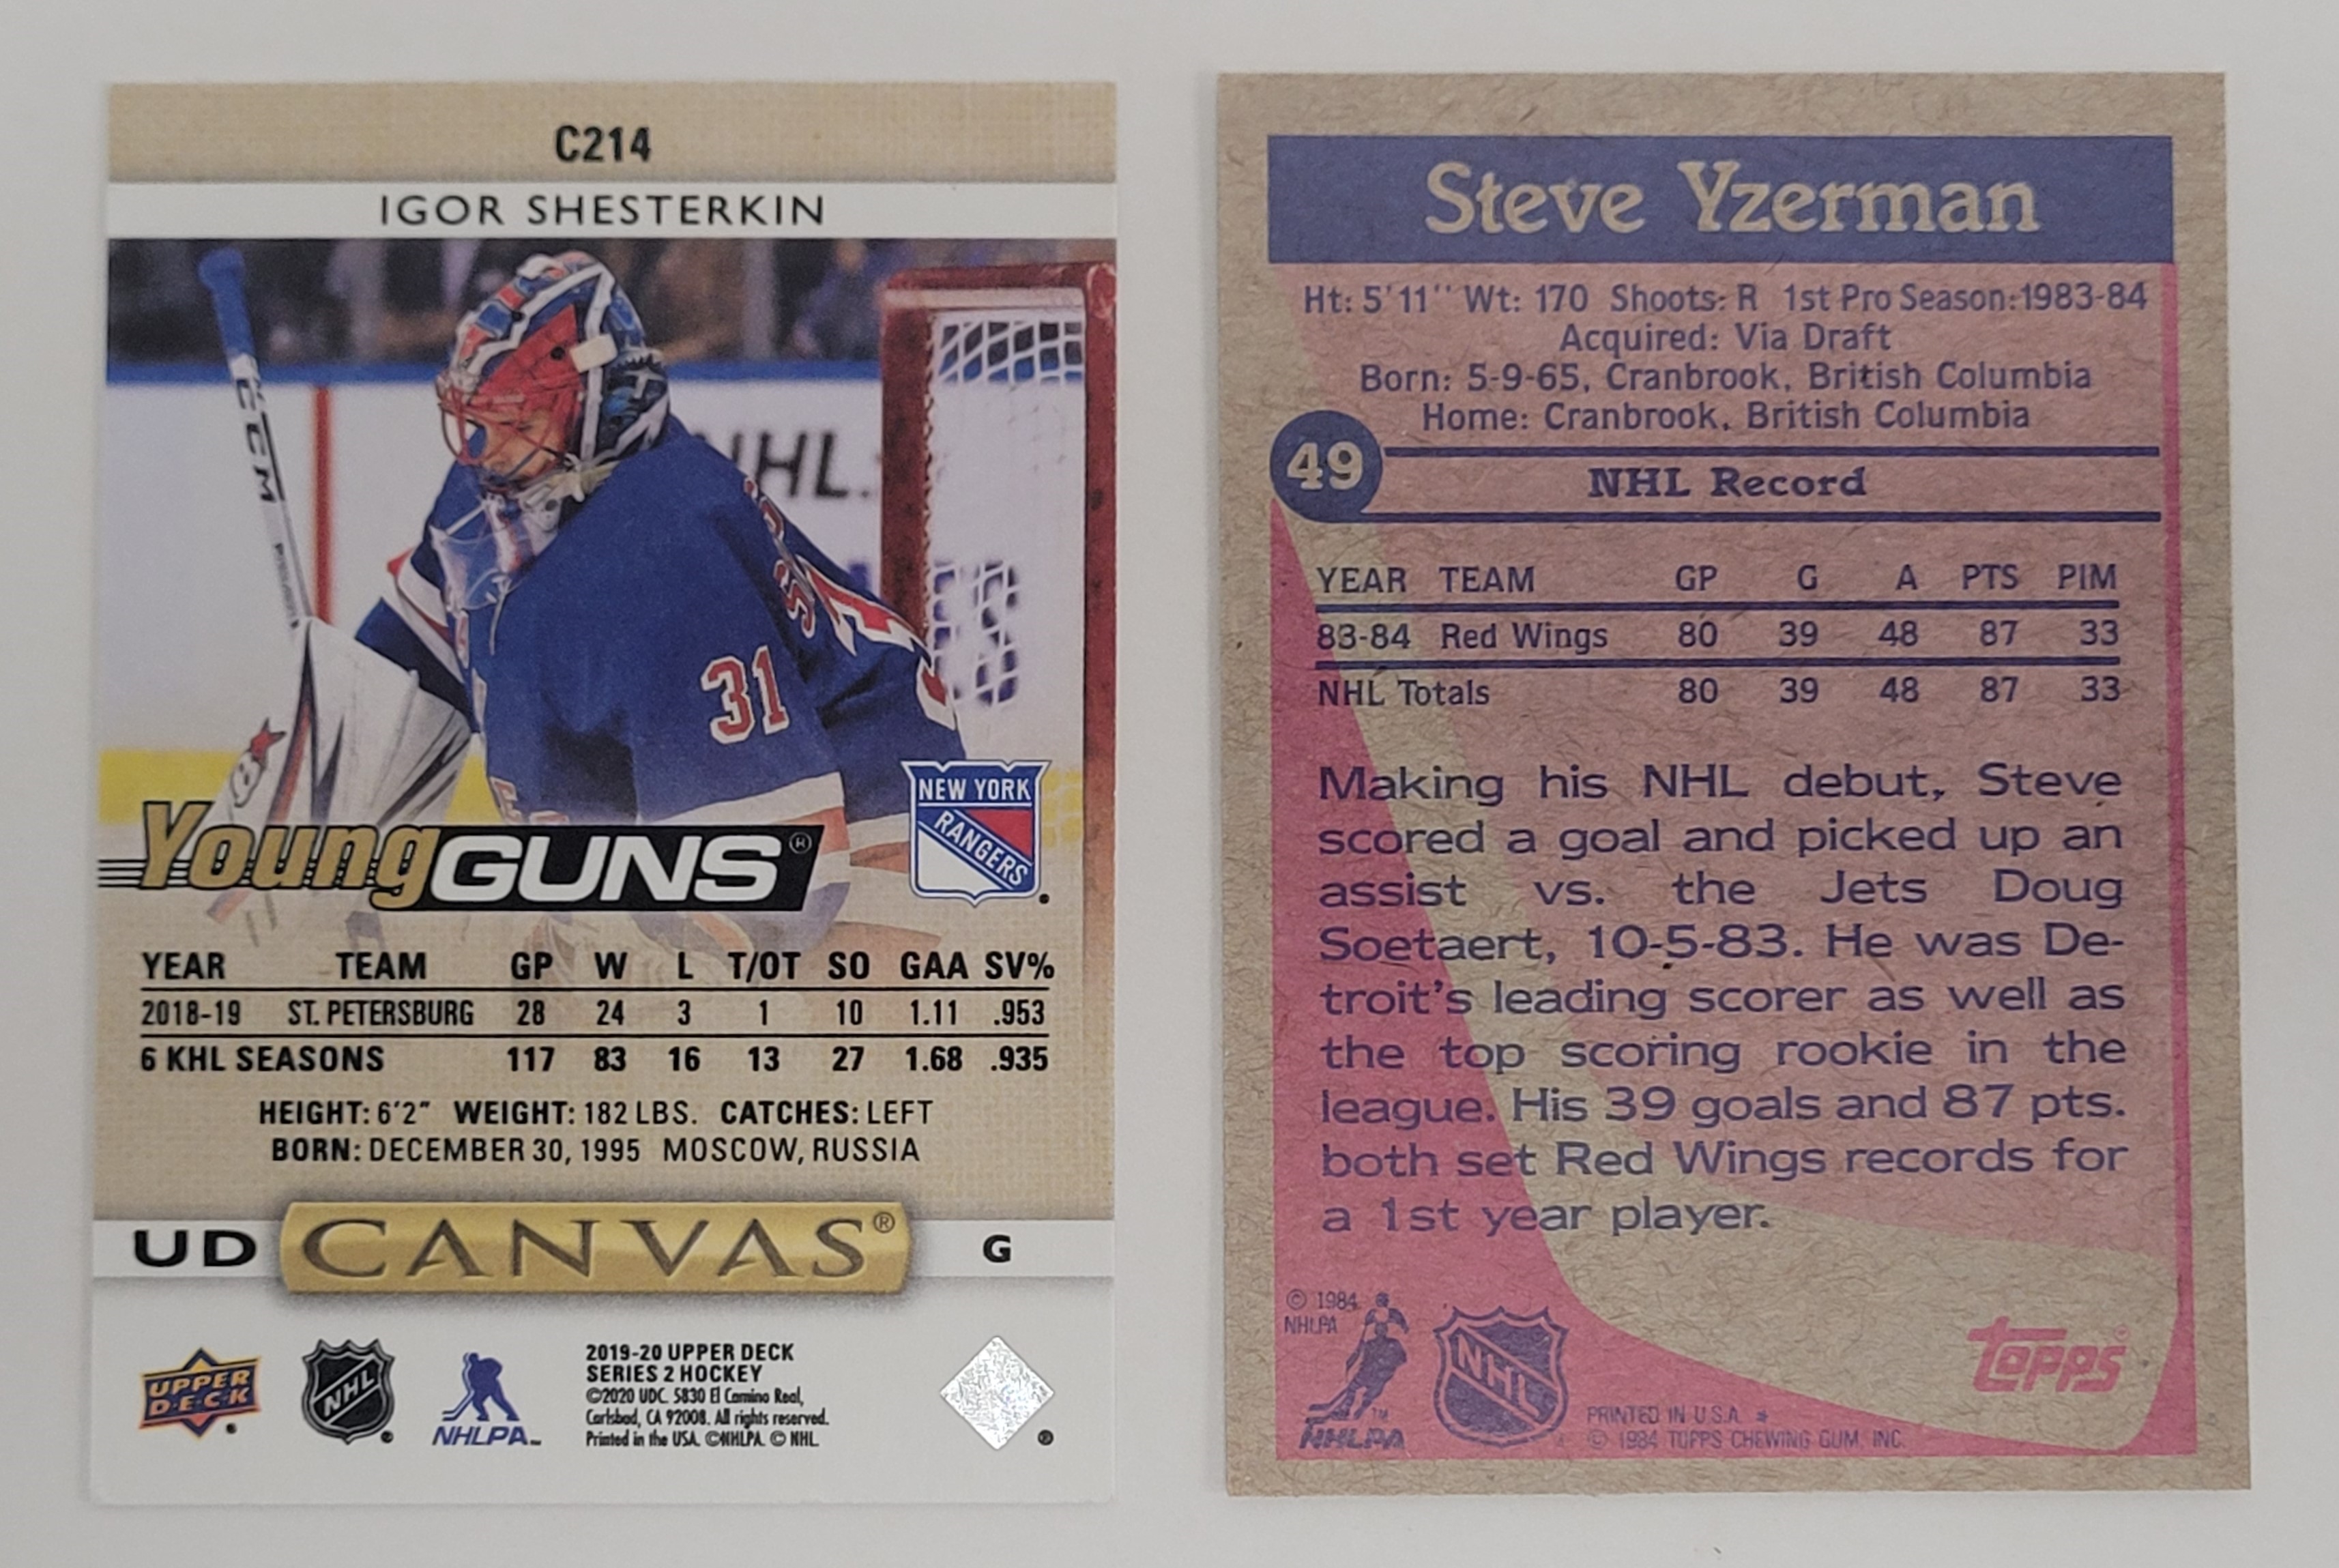 C214
IGOR SHESTERKIN
CCM
NHL
31
NEW YORK
RANGERS
Young GUNS®
YEAR TEAM GP W L T/OT SO GAA SV%
2018-19 ST. PETERSBURG 28 24 3 1 10 1.11 .953
6 KHL SEASONS 117 83 16 13 27 1.68 .935
HEIGHT: 6'2" WEIGHT: 182 LBS. CATCHES: LEFT
BORN: DECEMBER 30, 1995 MOSCOW, RUSSIA
UD CANVAS® G
UPPER
DECK
NHL
NHLPA™
2019-20 UPPER DECK
SERIES 2 HOCKEY
©2020 UDC. 5830 El Camino Real,
Carlsbad, CA 92008. All rights reserved.
Printed in the USA. ©NHLPA. © NHL.
Steve Yzerman
Ht: 5'11'' Wt: 170 Shoots: R 1st Pro Season: 1983-84
Acquired: Via Draft
Born: 5-9-65, Cranbrook, British Columbia
Home: Cranbrook, British Columbia
49
NHL Record
YEAR TEAM GP G A PTS PIM
83-84 Red Wings 80 39 48 87 33
NHL Totals 80 39 48 87 33
Making his NHL debut, Steve
scored a goal and picked up an
assist vs. the Jets Doug
Soetaert, 10-5-83. He was De-
troit's leading scorer as well as
the top scoring rookie in the
league. His 39 goals and 87 pts.
both set Red Wings records for
a 1st year player.
© 1984
NHLPA
™
NHLPA
NHL
topps®
PRINTED IN U.S.A. *
© 1984 TOPPS CHEWING GUM, INC.